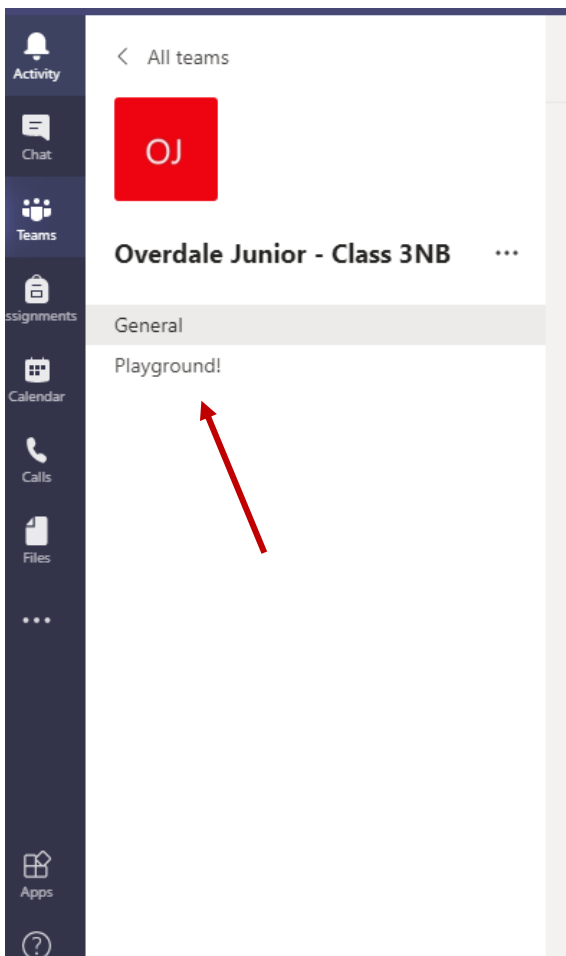 Activity
Chat
Teams
ssignments
Calendar
Calls
Files
Apps
All teams
OJ
Overdale Junior - Class 3NB
General
Playground!